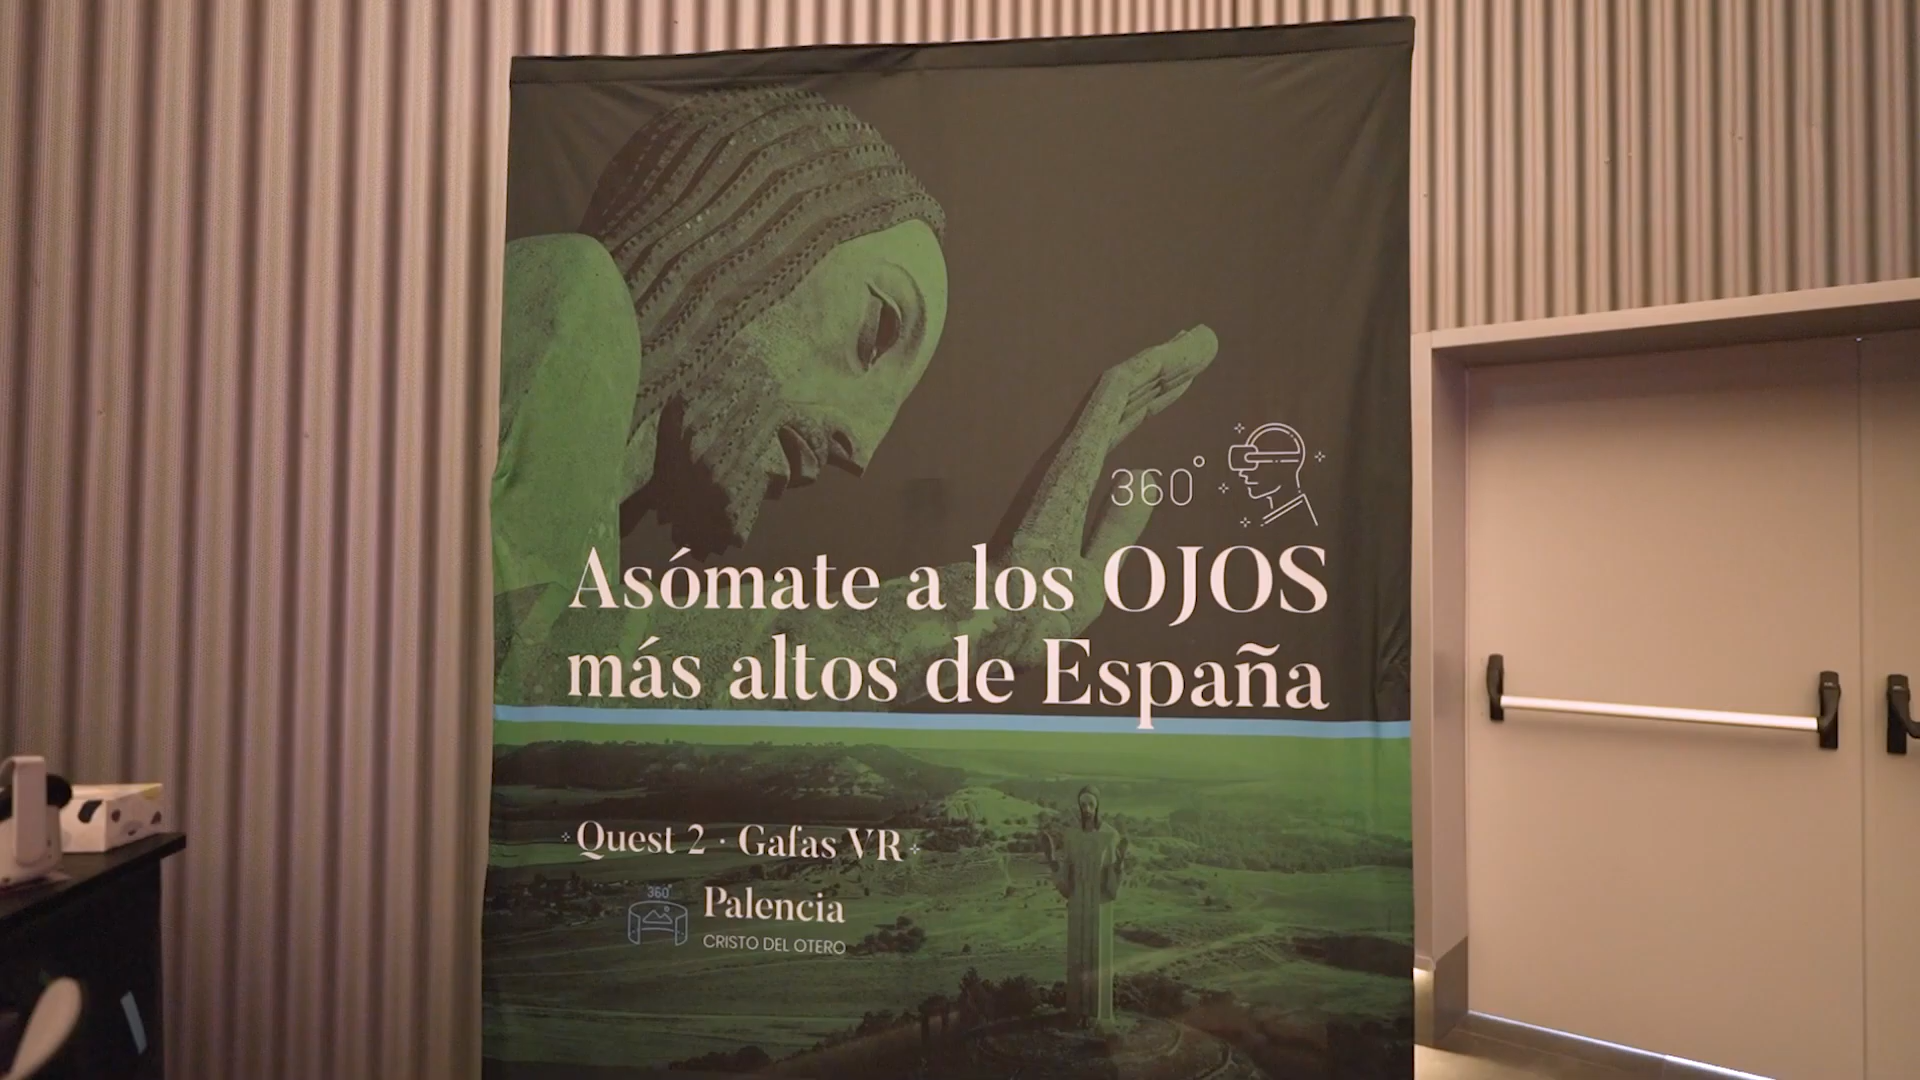 360°
Asómate a los OJOS
más altos de España
Quest 2 · Gafas VR
360°
Palencia
CRISTO DEL OTERO